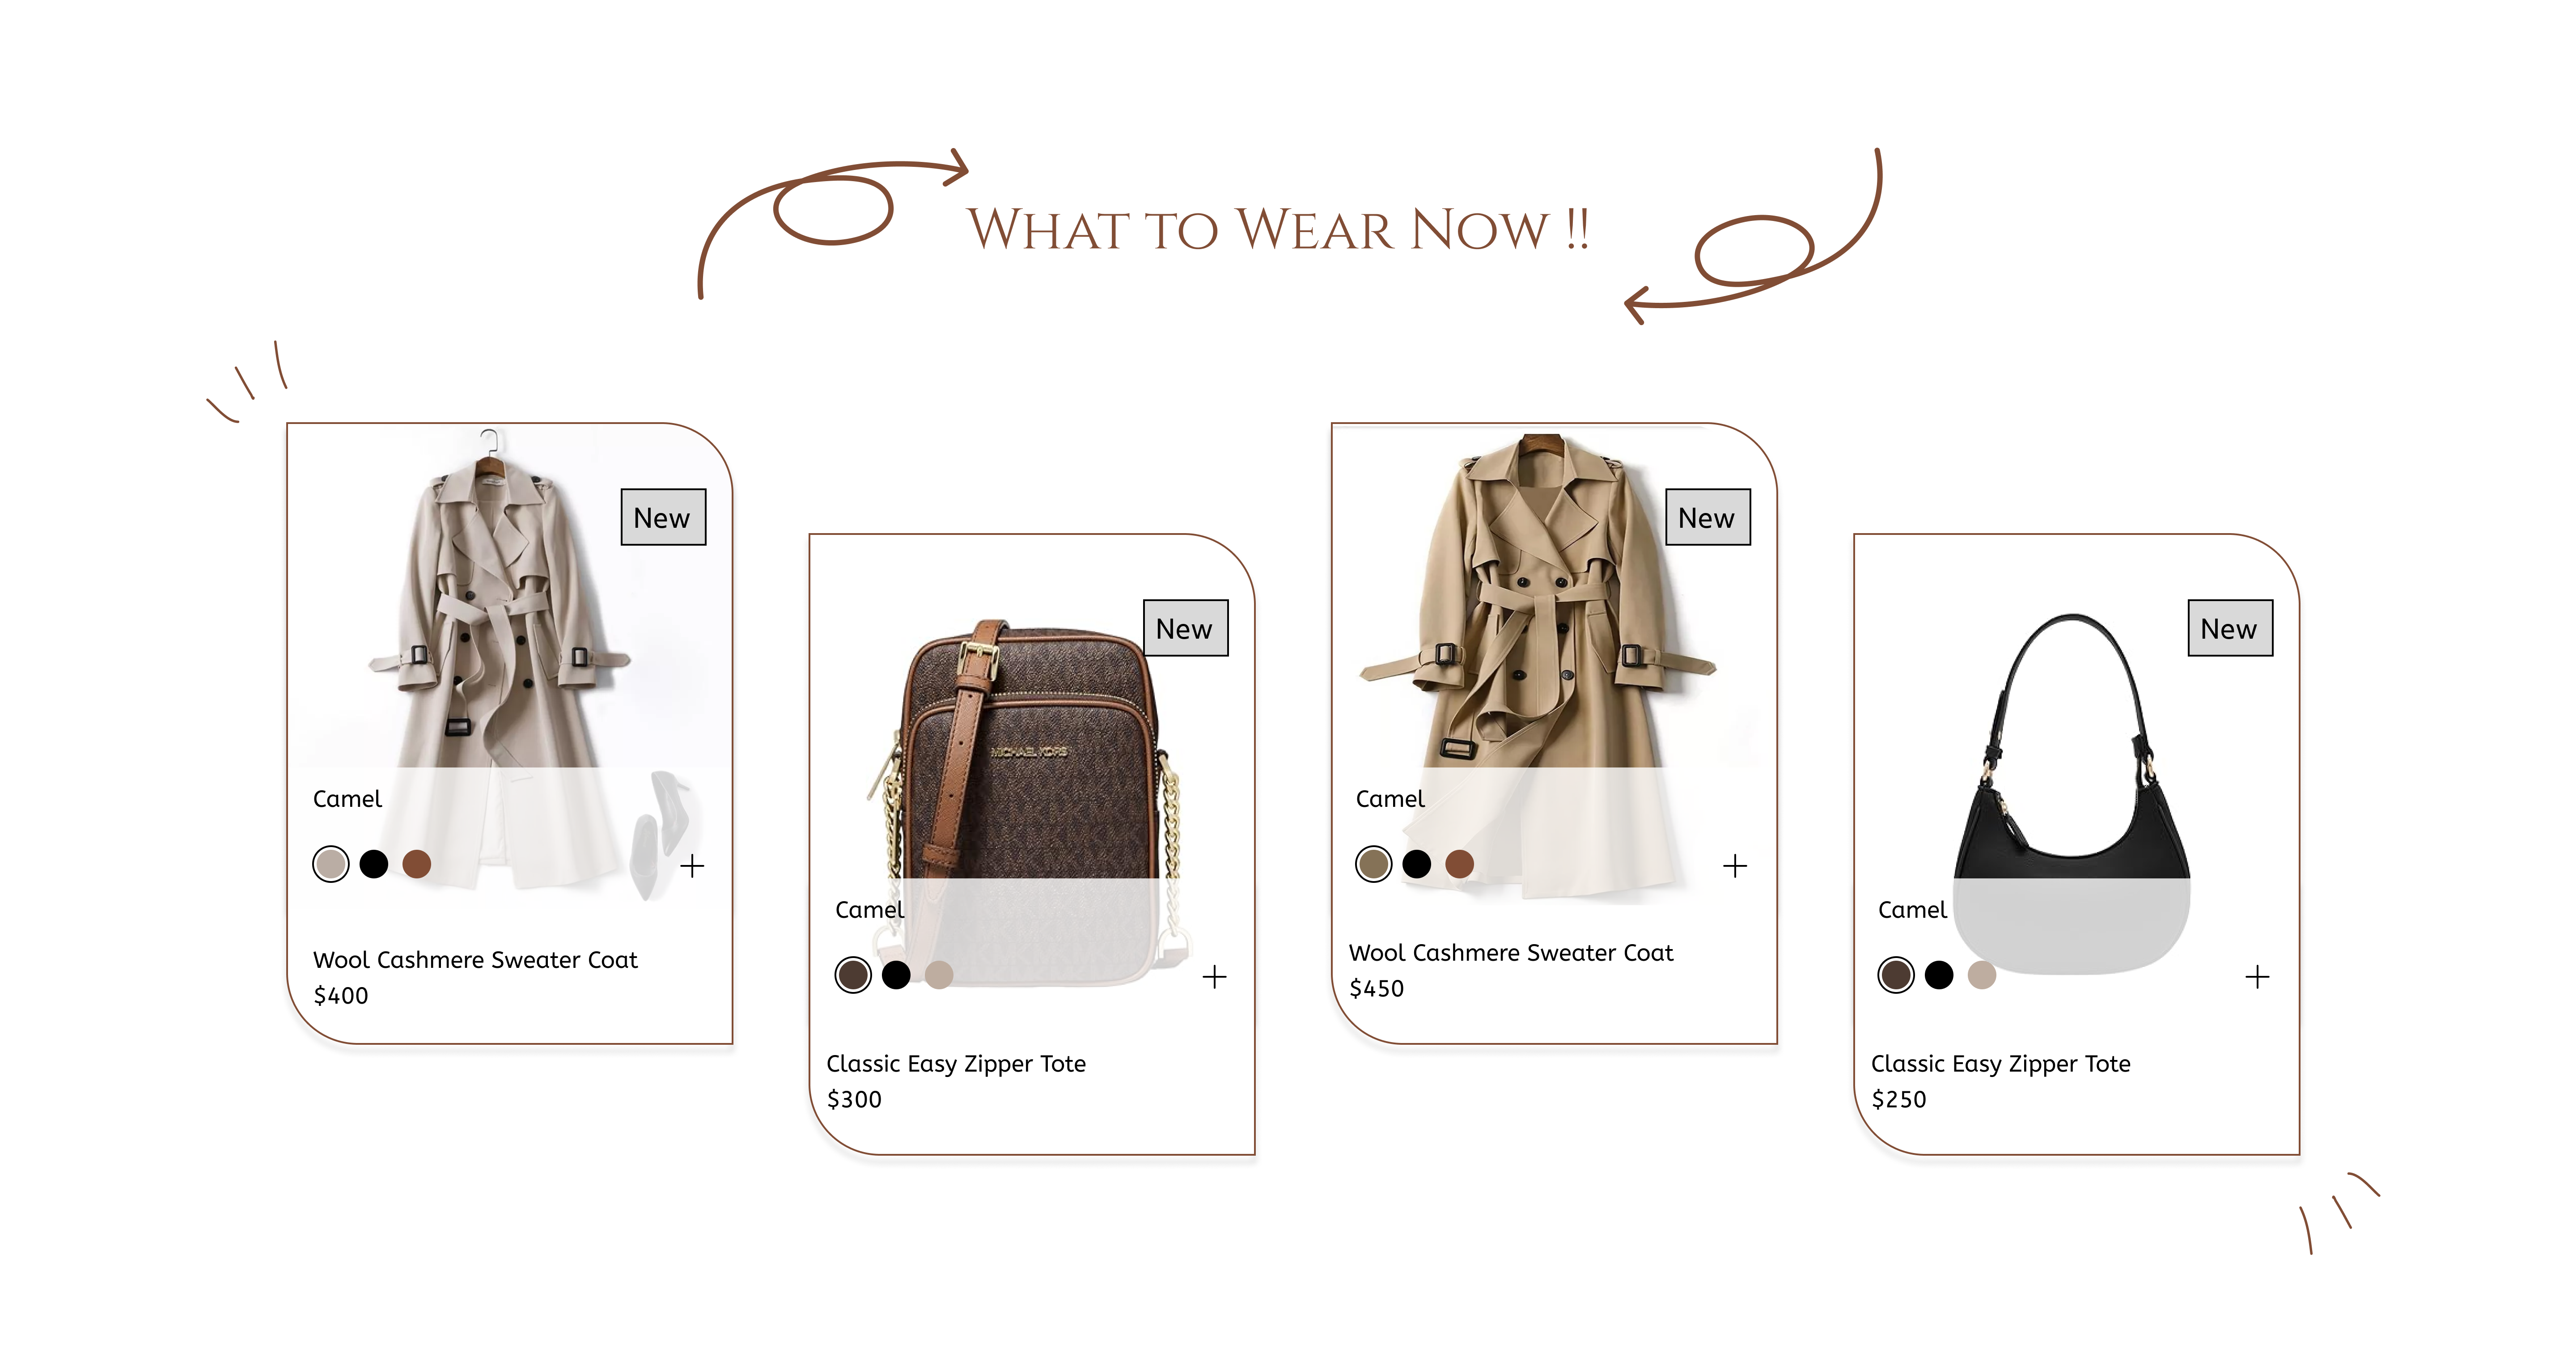 What to Wear Now !!
New
Camel
Wool Cashmere Sweater Coat
$400
New
MICHAEL KORS
Camel
Classic Easy Zipper Tote
$300
New
Camel
Wool Cashmere Sweater Coat
$450
New
Camel
Classic Easy Zipper Tote
$250